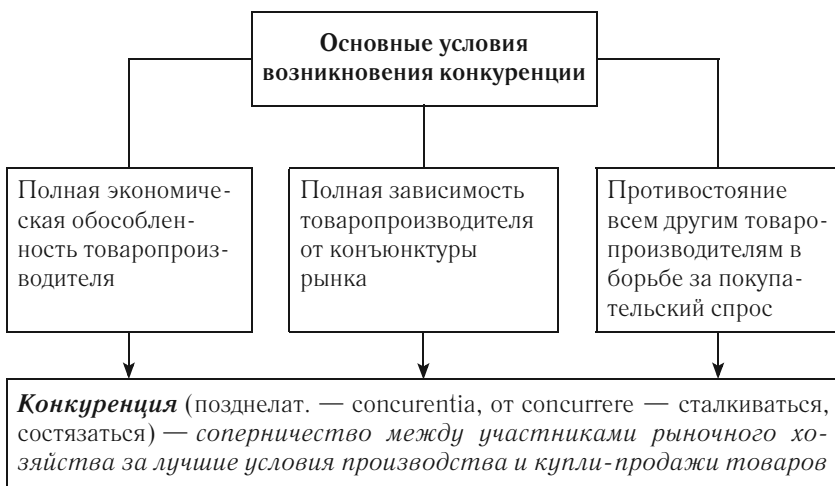 Основные условия
возникновения конкуренции
Полная экономиче-
ская обособлен-
ность товаропроиз-
водителя
Полная зависимость
товаропроизводителя
от конъюнктуры
рынка
Противостояние
всем другим товаро-
производителям в
борьбе за покупа-
тельский спрос
Конкуренция (позднелат. — concurentia, от concurrere — сталкиваться,
состязаться) — соперничество между участниками рыночного хо-
зяйства за лучшие условия производства и купли-продажи товаров